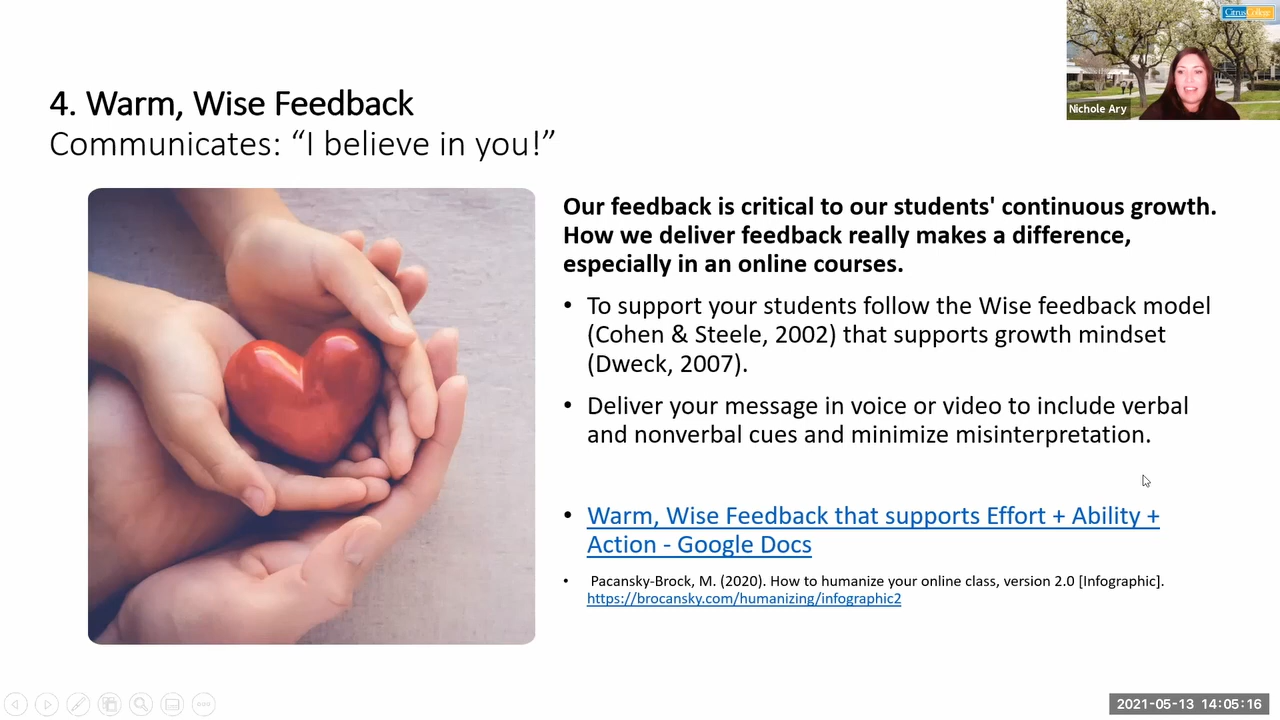 4. Warm, Wise Feedback
Communicates: “I believe in you!”
CitrusCollege
Nichole Ary
Our feedback is critical to our students' continuous growth.
How we deliver feedback really makes a difference,
especially in an online courses.
• To support your students follow the Wise feedback model
(Cohen & Steele, 2002) that supports growth mindset
(Dweck, 2007).
• Deliver your message in voice or video to include verbal
and nonverbal cues and minimize misinterpretation.
• Warm, Wise Feedback that supports Effort + Ability +
Action - Google Docs
• Pacansky-Brock, M. (2020). How to humanize your online class, version 2.0 [Infographic].
https://brocansky.com/humanizing/infographic2
2021-05-13 14:05:16